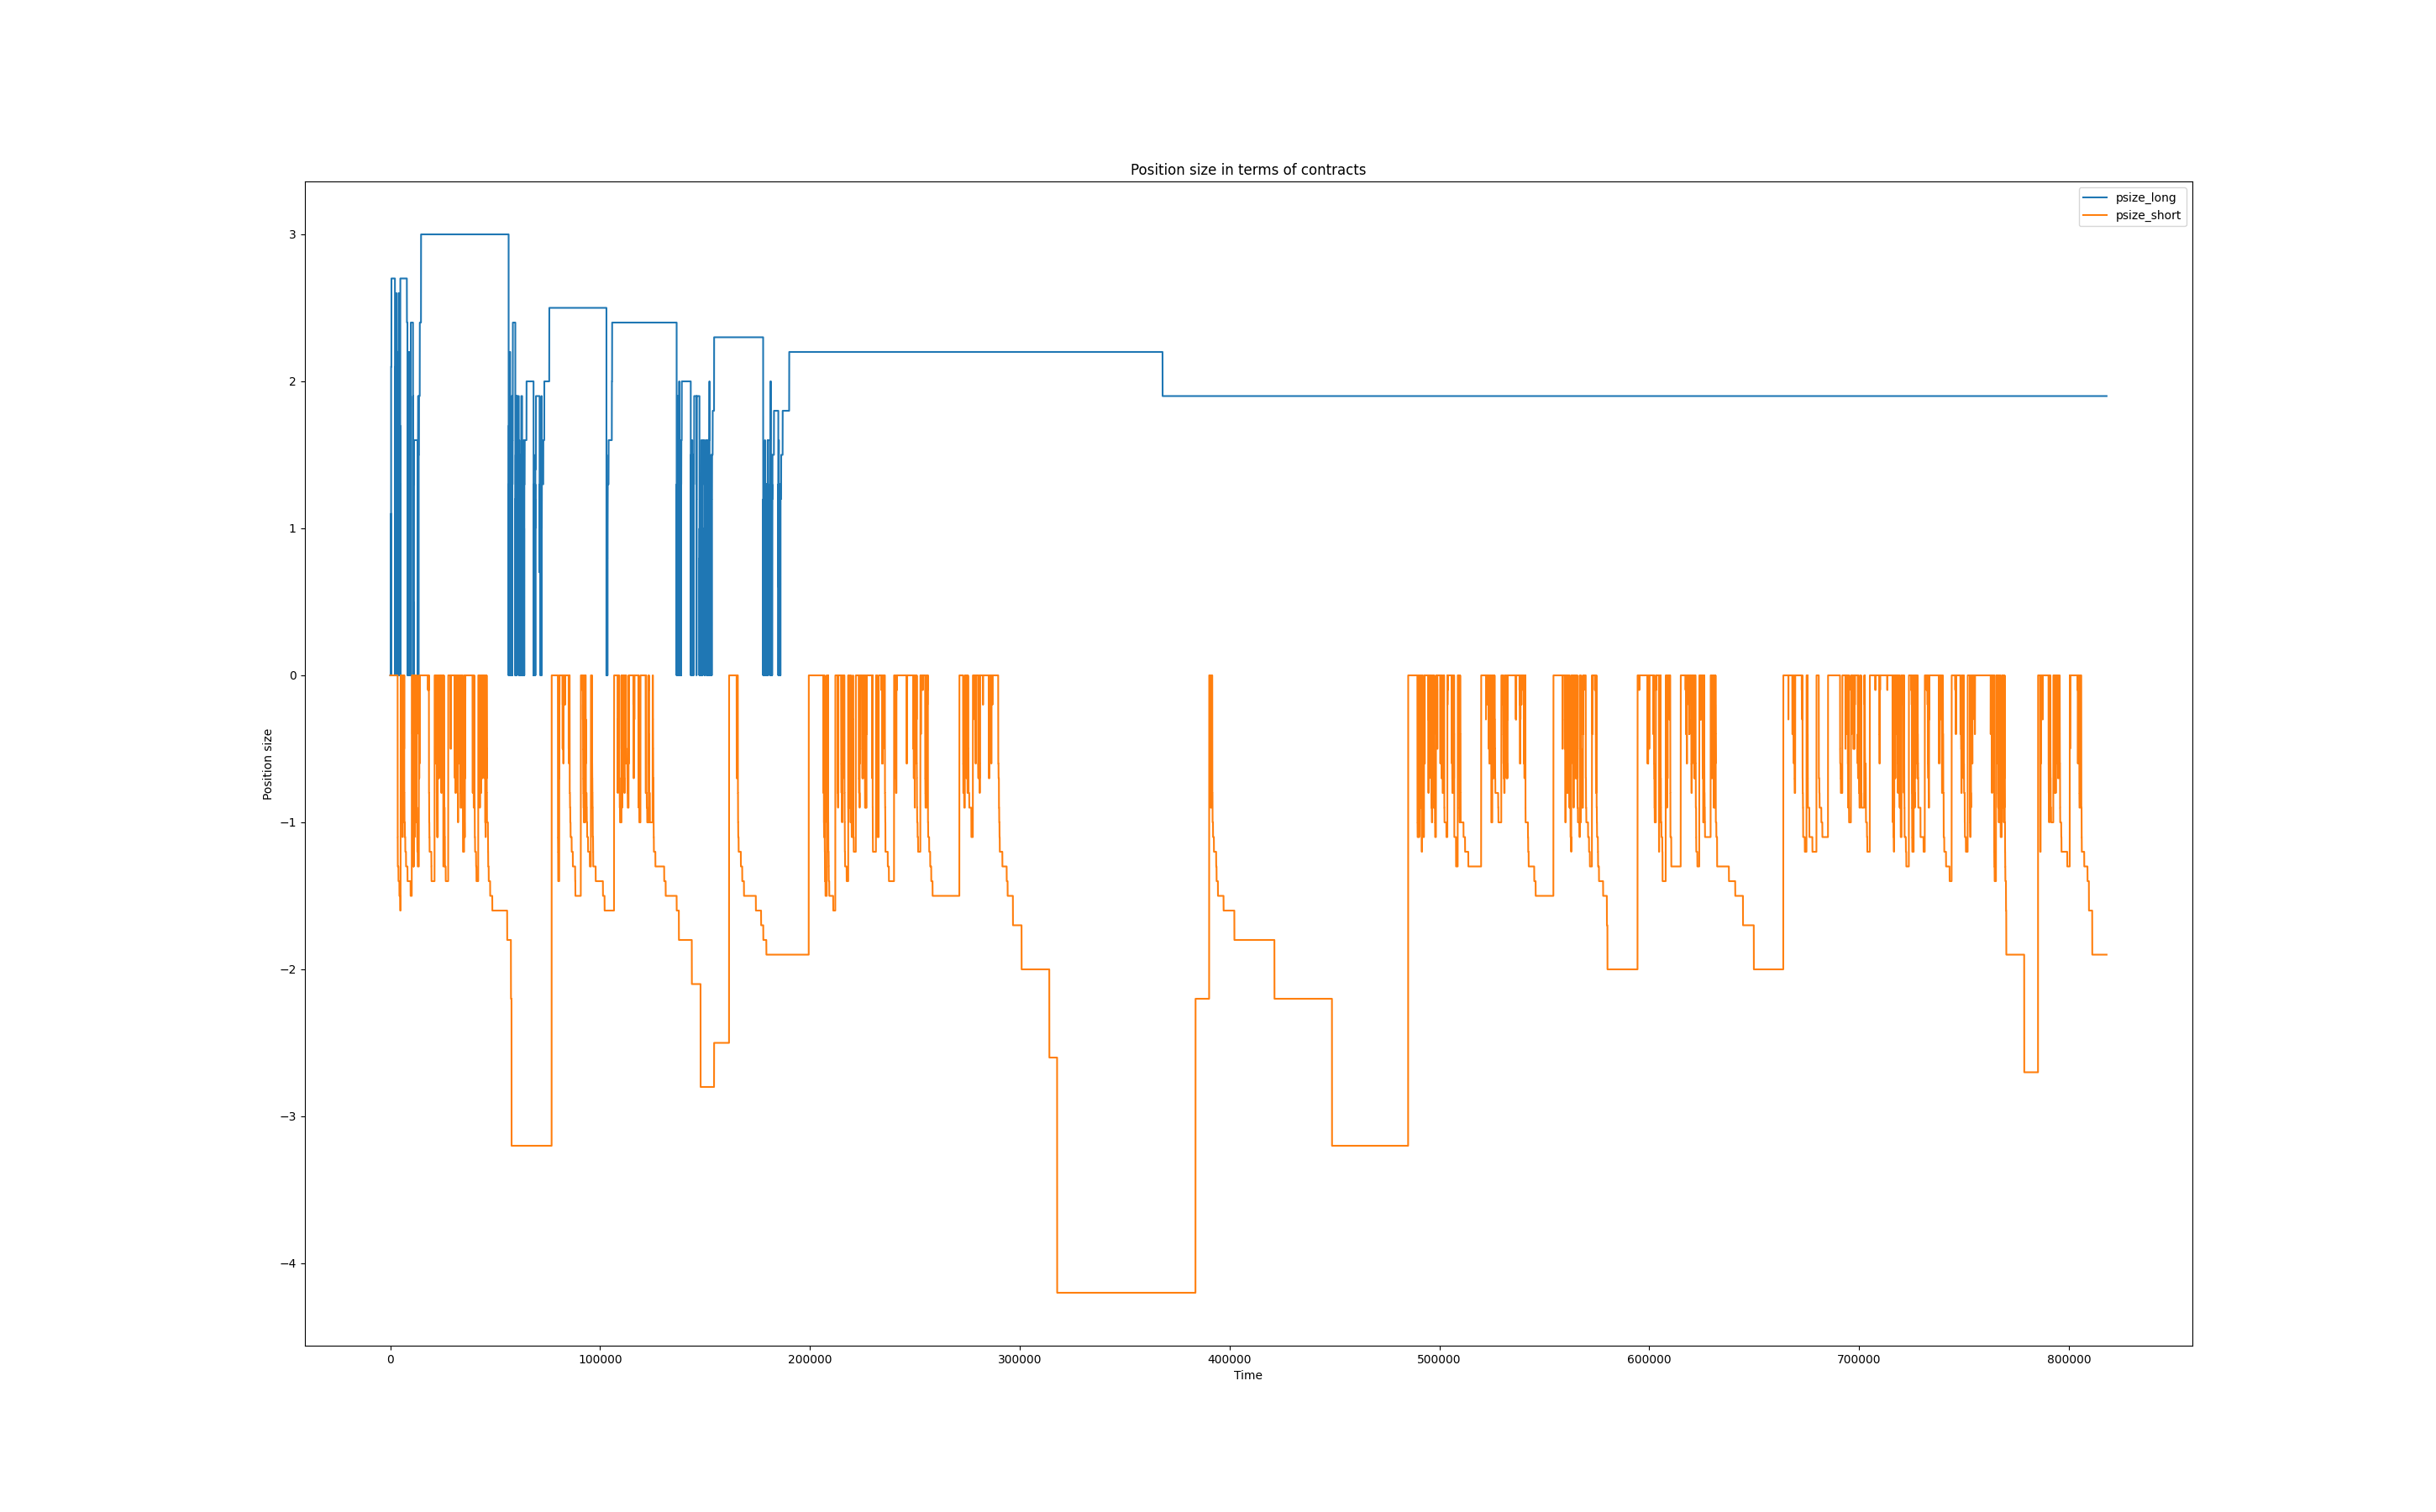 Position size in terms of contracts
psize_long
psize_short
Position size
3
2
1
0
−1
−2
−3
−4
0 100000 200000 300000 400000 500000 600000 700000 800000
Time